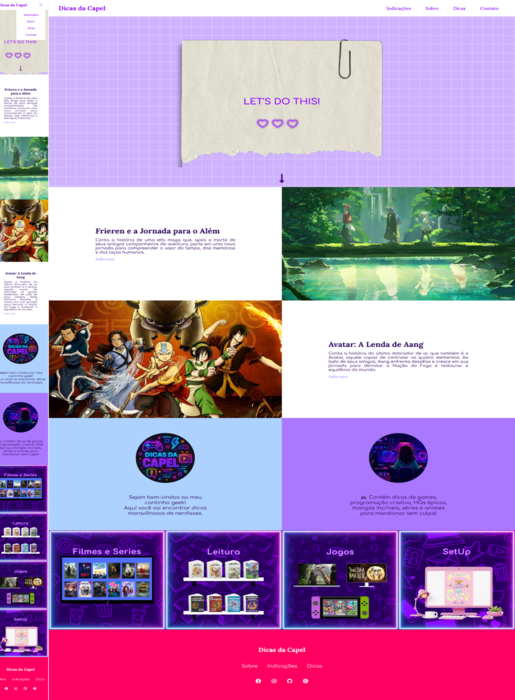 Dicas da Capel
Indicações
Sobre
Dicas
Contato
LET'S DO THIS!
Frieren e a Jornada para o Além
Conta a história de uma elfa maga que, após a morte de
seus antigos companheiros de aventura, parte em uma nova
jornada para compreender o valor do tempo, das memórias
e dos laços humanos.
Saiba mais
Avatar: A Lenda de Aang
Conta a história do último dobrador de ar, que também é o
Avatar, aquele capaz de controlar os quatro elementos. Ao
lado de seus amigos, Aang enfrenta desafios e cresce em sua
jornada para derrotar a Nação do Fogo e restaurar o
equilíbrio do mundo.
Saiba mais
DICAS DA
CAPEL
Sejam bem-vindos ao meu
cantinho geek!
Aqui você vai encontrar dicas
maravilhosas de nerdisses.
Contém dicas de games,
programação criativa, HQs épicas,
mangás incríveis, séries e animes
para maratonar sem culpa!
Filmes e Series
Leitura
Jogos
SetUp
Dicas da Capel
Sobre
Indicações
Dicas
LET'S DO THIS!
Frieren e a Jornada
para o Além
Avatar: A Lenda de
Aang
DICAS DA
CAPEL
Filmes e Series
Leitura
Jogos
SetUp
Dicas da Capel
Indicações
Dicas